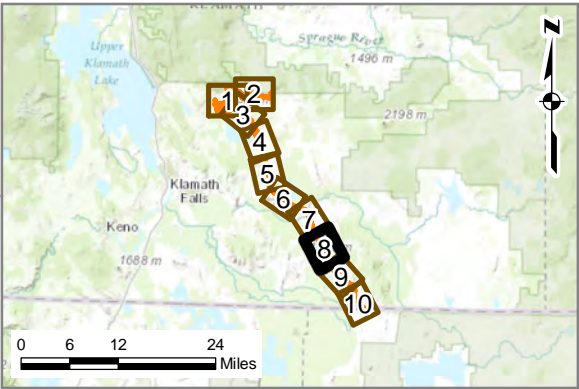 KLAMATH
Upper
Klamath
Lake
Sprague River
1496 m
N
1
2
3
2198 m
4
5
Klamath
Falls
6
7
Keno
8
1688 m
9
10
0 6 12 24
Miles